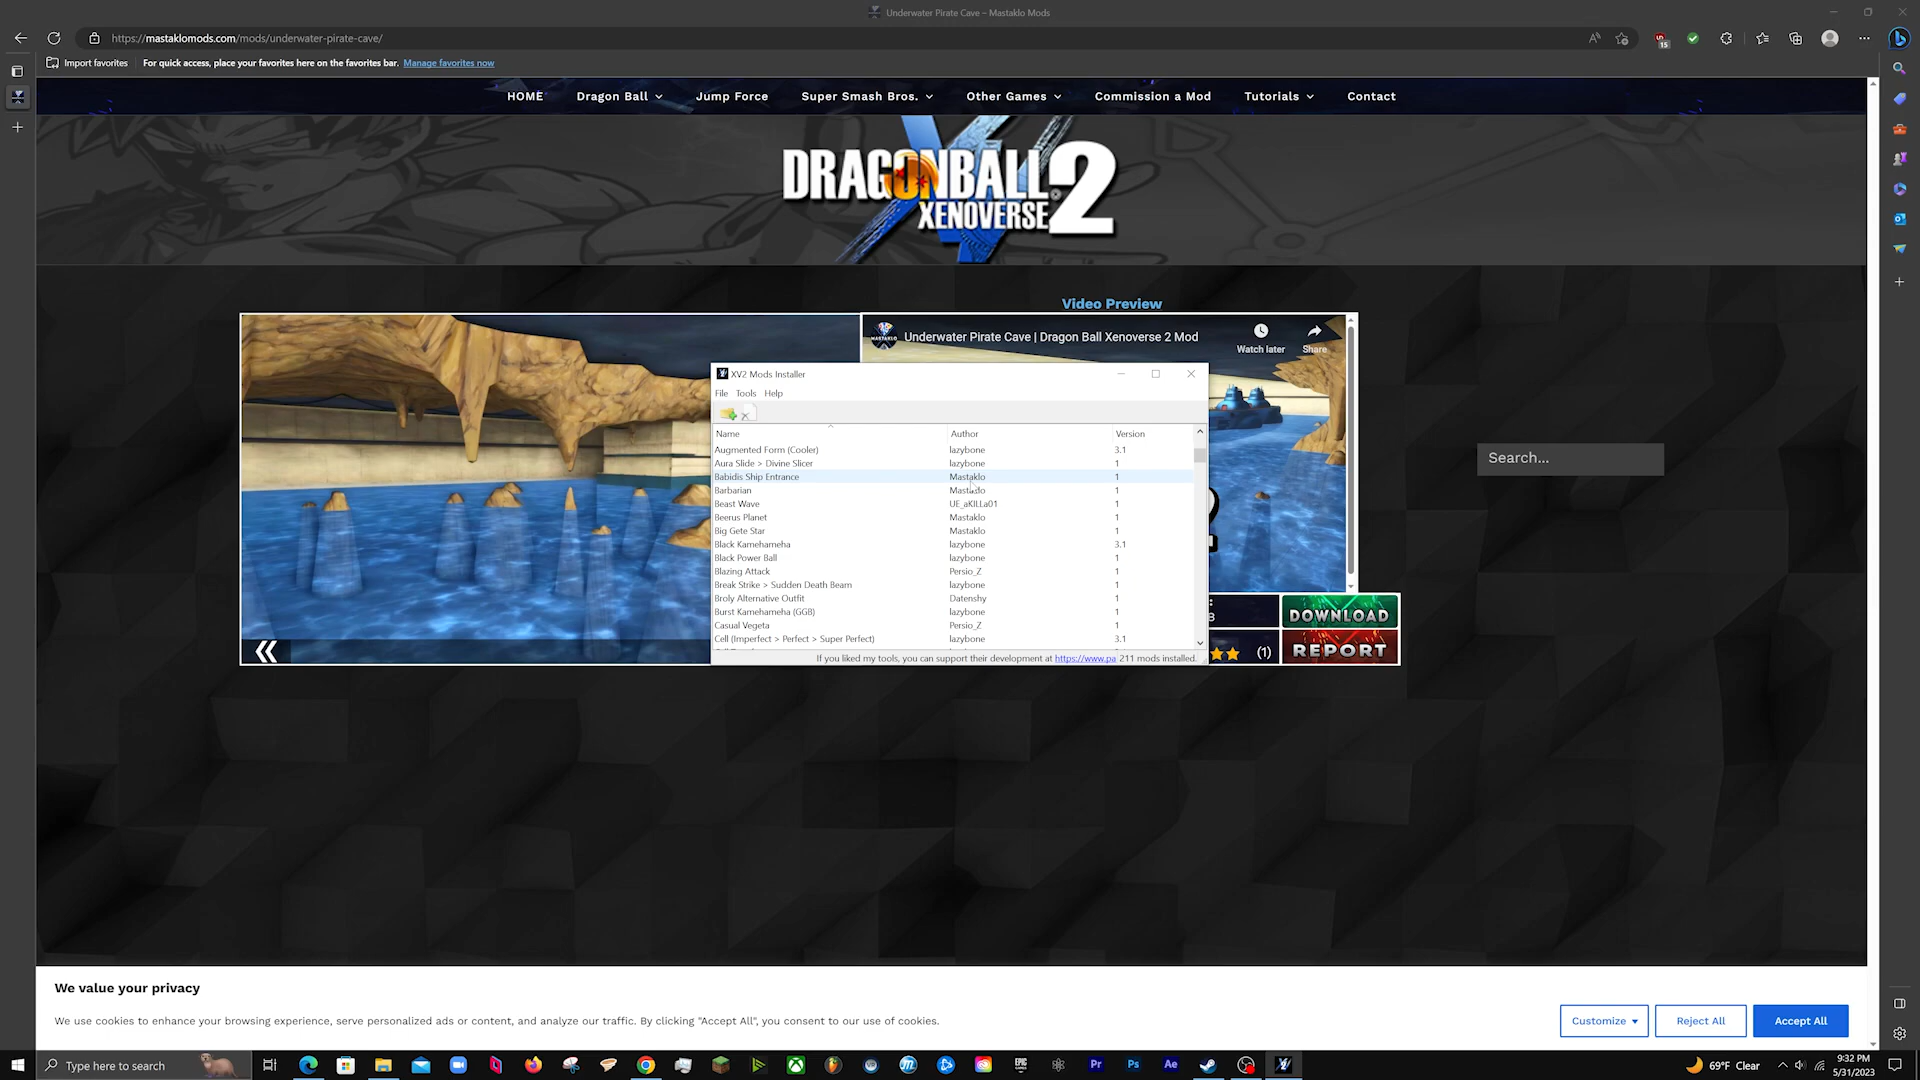 Underwater Pirate Cave – Mastaklo Mods
https://mastaklomods.com/mods/underwater-pirate-cave/
15
Import favorites
For quick access, place your favorites here on the favorites bar. Manage favorites now
HOME Dragon Ball Jump Force Super Smash Bros. Other Games Commission a Mod Tutorials Contact
DRAGONBALL 2
XENOVERSE
Video Preview
Underwater Pirate Cave | Dragon Ball Xenoverse 2 Mod
Watch later Share
XV2 Mods Installer
File Tools Help
Name Author Version
Augmented Form (Cooler) lazybone 3.1
Aura Slide > Divine Slicer lazybone 1
Babidis Ship Entrance Mastaklo 1
Barbarian Mastaklo 1
Beast Wave UE_aKILLa01 1
Beerus Planet Mastaklo 1
Big Gete Star Mastaklo 1
Black Kamehameha lazybone 3.1
Black Power Ball lazybone 1
Blazing Attack Persio_Z 1
Break Strike > Sudden Death Beam lazybone 1
Broly Alternative Outfit Datenshy 1
Burst Kamehameha (GGB) lazybone 1
Casual Vegeta Persio_Z 1
Cell (Imperfect > Perfect > Super Perfect) lazybone 3.1
If you liked my tools, you can support their development at https://www.pa 211 mods installed.
Search...
DOWNLOAD
(1) REPORT
We value your privacy
We use cookies to enhance your browsing experience, serve personalized ads or content, and analyze our traffic. By clicking "Accept All", you consent to our use of cookies.
Customize Reject All Accept All
Type here to search
EPIC GAMES
Pr Ps Ae
69°F Clear
9:32 PM
5/31/2023